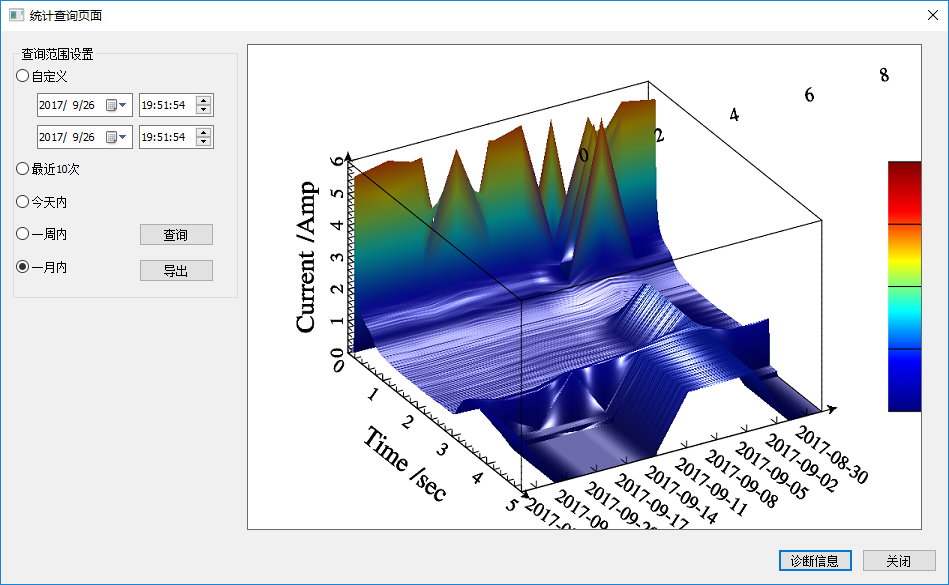 统计查询页面
查询范围设置
自定义
2017/ 9/26 19:51:54
2017/ 9/26 19:51:54
最近10次
今天内
一周内
查询
一月内
导出
0 2 4 6 8
Current /Amp
6
5
4
3
2
1
0
Time /sec
0
1
2
3
4
5
2017-08-30
2017-09-02
2017-09-05
2017-09-08
2017-09-11
2017-09-14
2017-09-17
诊断信息
关闭